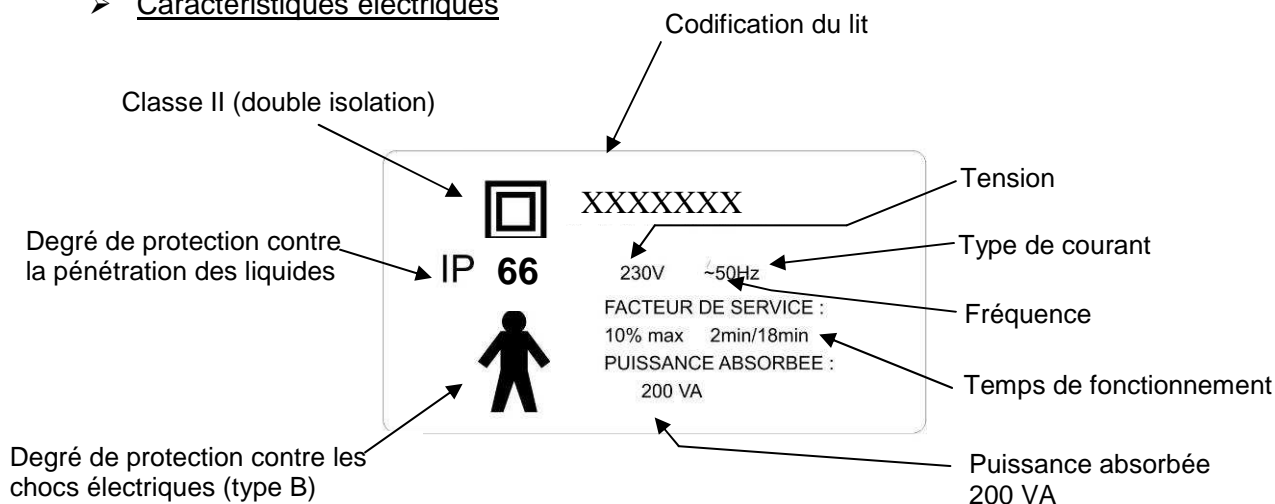 ➢ Caractéristiques électriques
Codification du lit
Classe II (double isolation)
XXXXXXX
Tension
Degré de protection contre
la pénétration des liquides
IP 66
230V ~50Hz
Type de courant
FACTEUR DE SERVICE :
Fréquence
10% max 2min/18min
PUISSANCE ABSORBEE :
200 VA
Temps de fonctionnement
Degré de protection contre les
chocs électriques (type B)
Puissance absorbée
200 VA